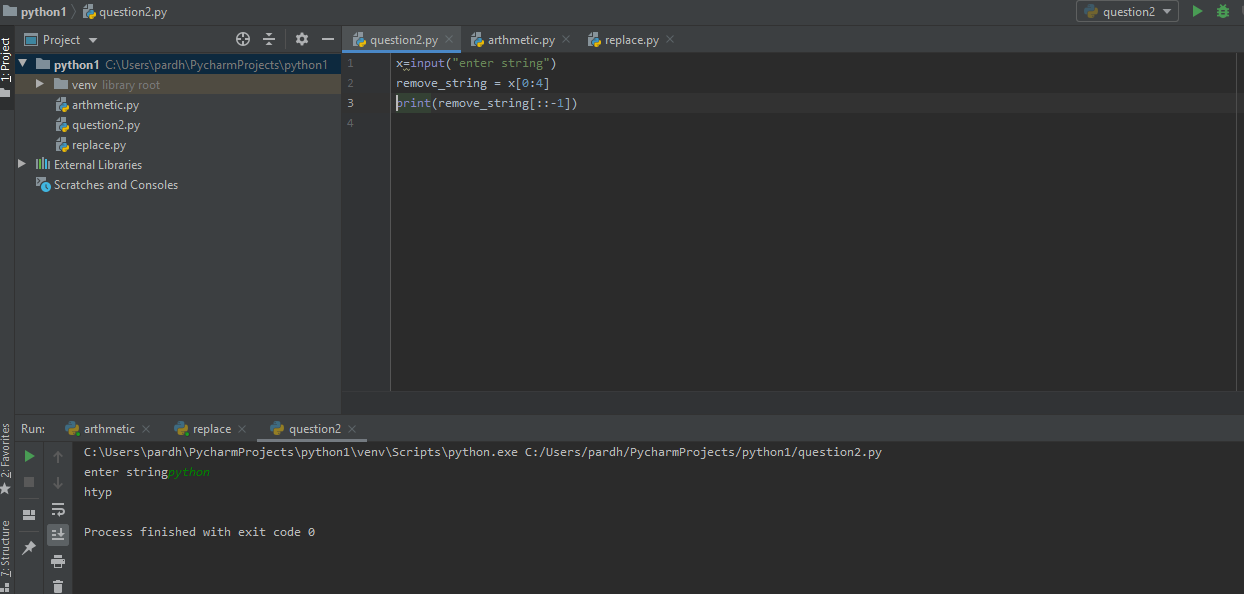 python1 question2.py
question2
1: Project
Project
python1 C:\Users\pardh\PycharmProjects\python1
venv library root
arthmetic.py
question2.py
replace.py
External Libraries
Scratches and Consoles
question2.py arthmetic.py replace.py
1 x=input("enter string")
2 remove_string = x[0:4]
3 print(remove_string[::-1])
4
2: Favorites
7: Structure
Run: arthmetic replace question2
C:\Users\pardh\PycharmProjects\python1\venv\Scripts\python.exe C:/Users/pardh/PycharmProjects/python1/question2.py
enter stringpython
htyp
Process finished with exit code 0